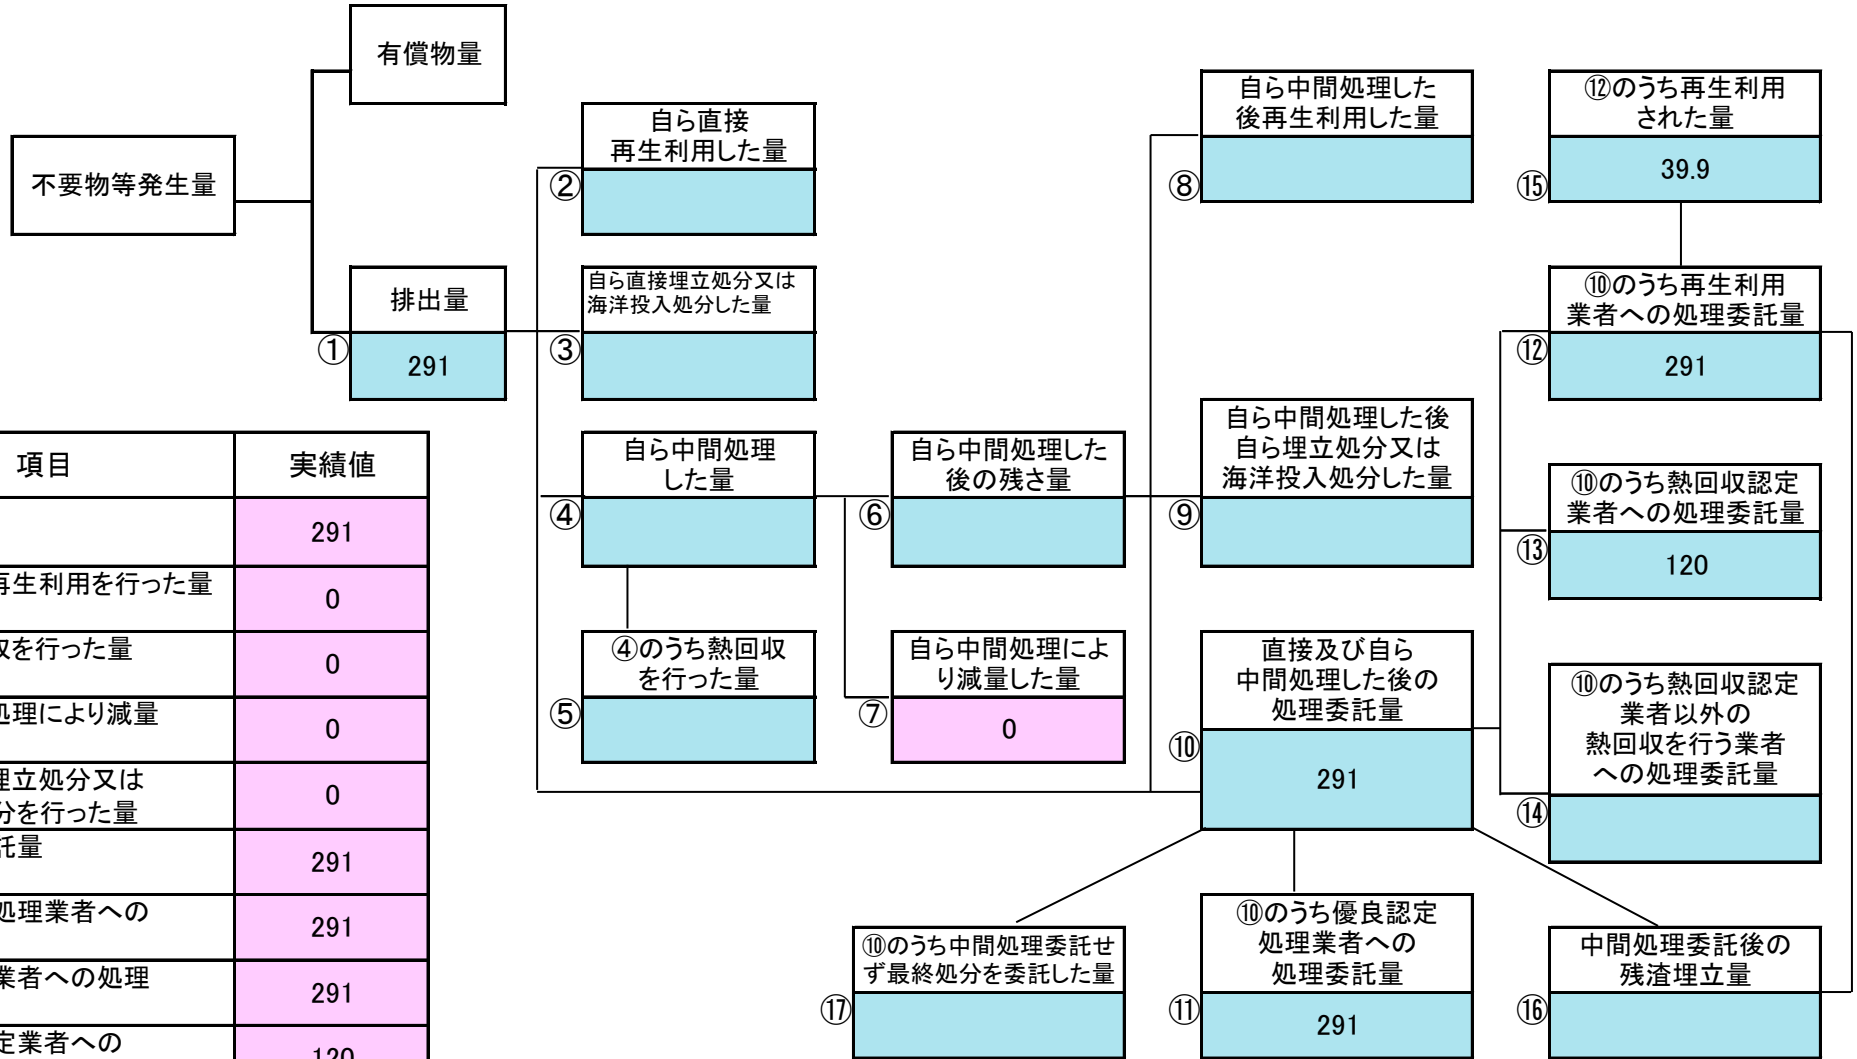 有償物量
不要物等発生量
排出量
①
291
自ら直接
再生利用した量
②
自ら直接埋立処分又は
海洋投入処分した量
③
自ら中間処理
した量
④
④のうち熱回収
を行った量
⑤
自ら中間処理した
後の残さ量
⑥
自ら中間処理によ
り減量した量
⑦
0
自ら中間処理した
後再生利用した量
⑧
自ら中間処理した後
自ら埋立処分又は
海洋投入処分した量
⑨
直接及び自ら
中間処理した後の
処理委託量
⑩
291
⑫のうち再生利用
された量
⑮
39.9
⑩のうち再生利用
業者への処理委託量
⑫
291
⑩のうち熱回収認定
業者への処理委託量
⑬
120
⑩のうち熱回収認定
業者以外の
熱回収を行う業者
への処理委託量
⑭
⑩のうち中間処理委託せ
ず最終処分を委託した量
⑰
⑩のうち優良認定
処理業者への
処理委託量
⑪
291
中間処理委託後の
残渣埋立量
⑯
項目 実績値
291
再生利用を行った量 0
を行った量 0
処理により減量 0
埋立処分又は
分を行った量 0
託量 291
処理業者への 291
業者への処理 291
定業者への 120